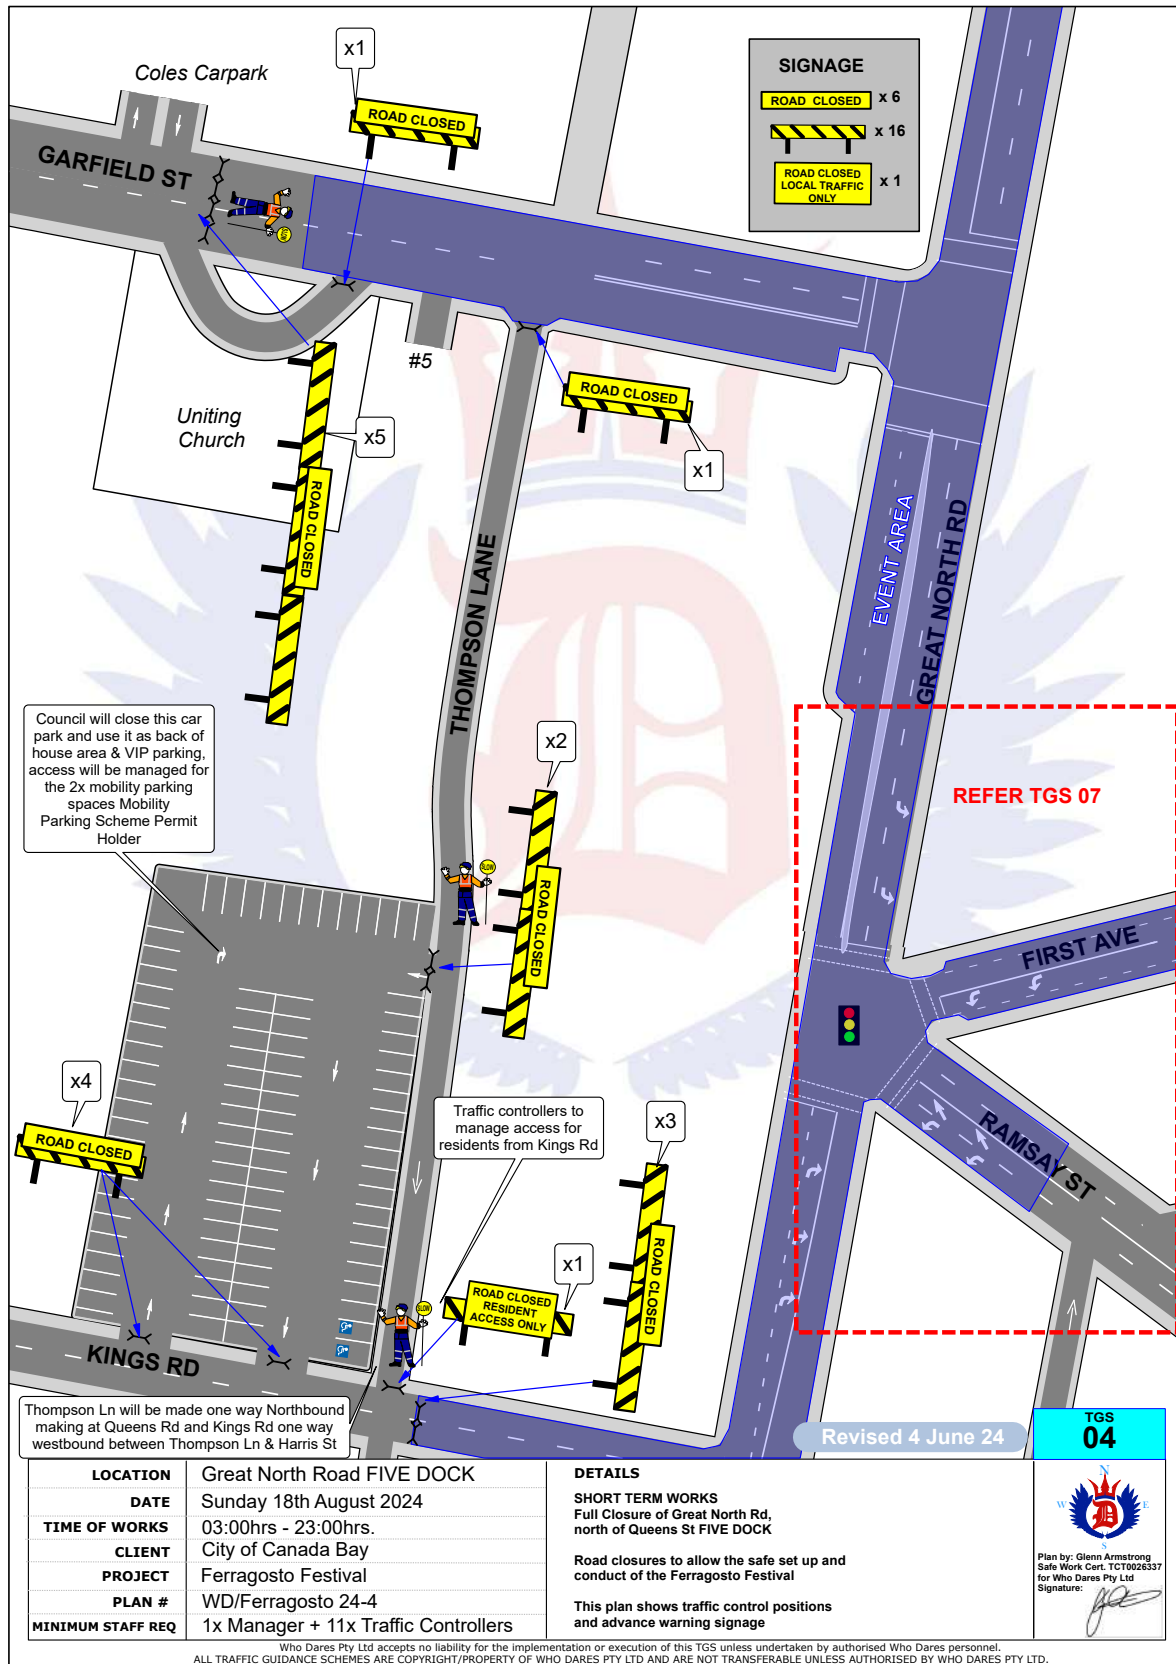 Coles Carpark
x1
ROAD CLOSED
GARFIELD ST
SLOW
SIGNAGE
ROAD CLOSED x 6
x 16
ROAD CLOSED
LOCAL TRAFFIC
ONLY
x 1
#5
Uniting
Church
x5
ROAD CLOSED
ROAD CLOSED
x1
THOMPSON LANE
EVENT AREA
GREAT NORTH RD
Council will close this car
park and use it as back of
house area & VIP parking,
access will be managed for
the 2x mobility parking
spaces Mobility
Parking Scheme Permit
Holder
x2
ROAD CLOSED
SLOW
REFER TGS 07
FIRST AVE
RAMSAY ST
x4
ROAD CLOSED
Traffic controllers to
manage access for
residents from Kings Rd
x3
ROAD CLOSED
x1
ROAD CLOSED
RESIDENT
ACCESS ONLY
SLOW
KINGS RD
Thompson Ln will be made one way Northbound
making at Queens Rd and Kings Rd one way
westbound between Thompson Ln & Harris St
Revised 4 June 24
TGS
04
LOCATION Great North Road FIVE DOCK
DATE Sunday 18th August 2024
TIME OF WORKS 03:00hrs - 23:00hrs.
CLIENT City of Canada Bay
PROJECT Ferragosto Festival
PLAN # WD/Ferragosto 24-4
MINIMUM STAFF REQ 1x Manager + 11x Traffic Controllers
DETAILS
SHORT TERM WORKS
Full Closure of Great North Rd,
north of Queens St FIVE DOCK
Road closures to allow the safe set up and
conduct of the Ferragosto Festival
This plan shows traffic control positions
and advance warning signage
N
W E
D
S
Plan by: Glenn Armstrong
Safe Work Cert. TCT0026337
for Who Dares Pty Ltd
Signature:
Who Dares Pty Ltd accepts no liability for the implementation or execution of this TGS unless undertaken by authorised Who Dares personnel.
ALL TRAFFIC GUIDANCE SCHEMES ARE COPYRIGHT/PROPERTY OF WHO DARES PTY LTD AND ARE NOT TRANSFERABLE UNLESS AUTHORISED BY WHO DARES PTY LTD.